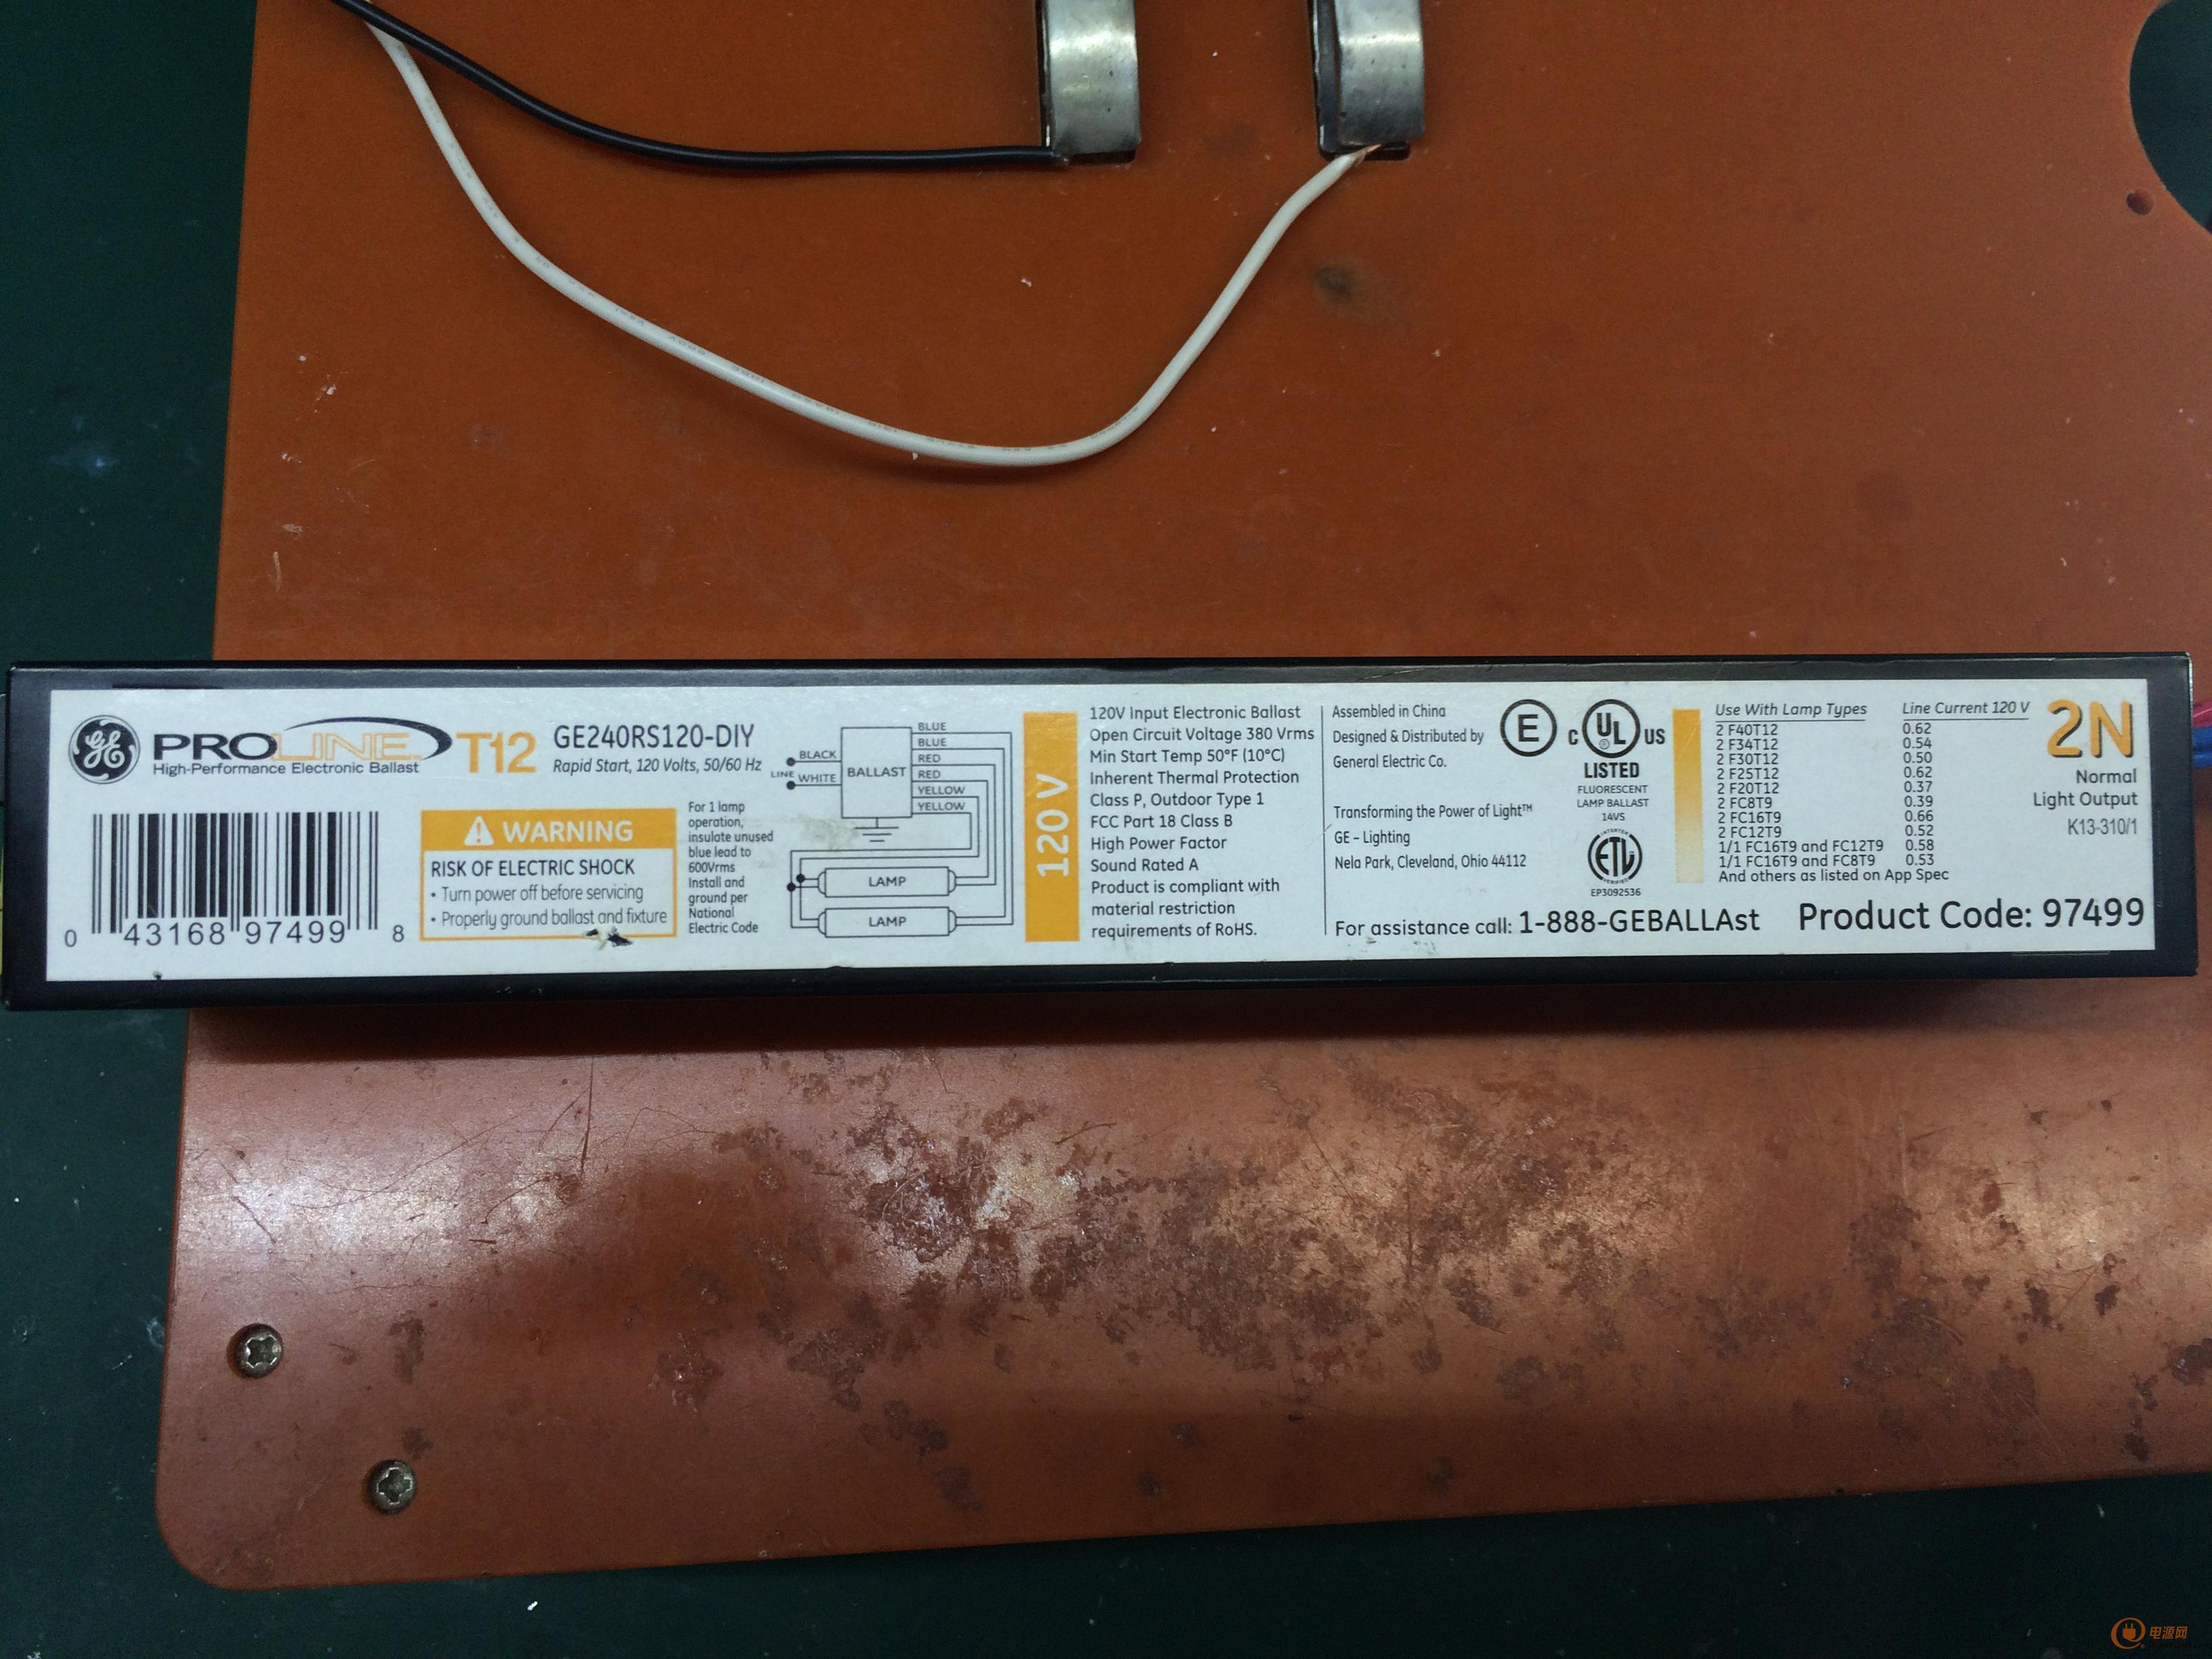 GE
PROLINE T12
High-Performance Electronic Ballast
GE240RS120-DIY
Rapid Start, 120 Volts, 50/60 Hz
0 43168 97499 8
WARNING
RISK OF ELECTRIC SHOCK
• Turn power off before servicing
• Properly ground ballast and fixture
For 1 lamp
operation,
insulate unused
blue lead to
600Vrms
Install and
ground per
National
Electric Code
BLACK
LINE
WHITE
BALLAST
BLUE
BLUE
RED
RED
YELLOW
YELLOW
LAMP
LAMP
120 V
120V Input Electronic Ballast
Open Circuit Voltage 380 Vrms
Min Start Temp 50°F (10°C)
Inherent Thermal Protection
Class P, Outdoor Type 1
FCC Part 18 Class B
High Power Factor
Sound Rated A
Product is compliant with
material restriction
requirements of RoHS.
Assembled in China
Designed & Distributed by
General Electric Co.
Transforming the Power of Light™
GE – Lighting
Nela Park, Cleveland, Ohio 44112
E
C UL US
®
LISTED
FLUORESCENT
LAMP BALLAST
14VS
INTERTEK
ETL
VERIFIED
EP3092536
For assistance call: 1-888-GEBALLAst
Use With Lamp Types Line Current 120 V
2 F40T12 0.62
2 F34T12 0.54
2 F30T12 0.50
2 F25T12 0.62
2 F20T12 0.37
2 FC8T9 0.39
2 FC16T9 0.66
2 FC12T9 0.52
1/1 FC16T9 and FC12T9 0.58
1/1 FC16T9 and FC8T9 0.53
And others as listed on App Spec
2N
Normal
Light Output
K13-310/1
Product Code: 97499
电源网